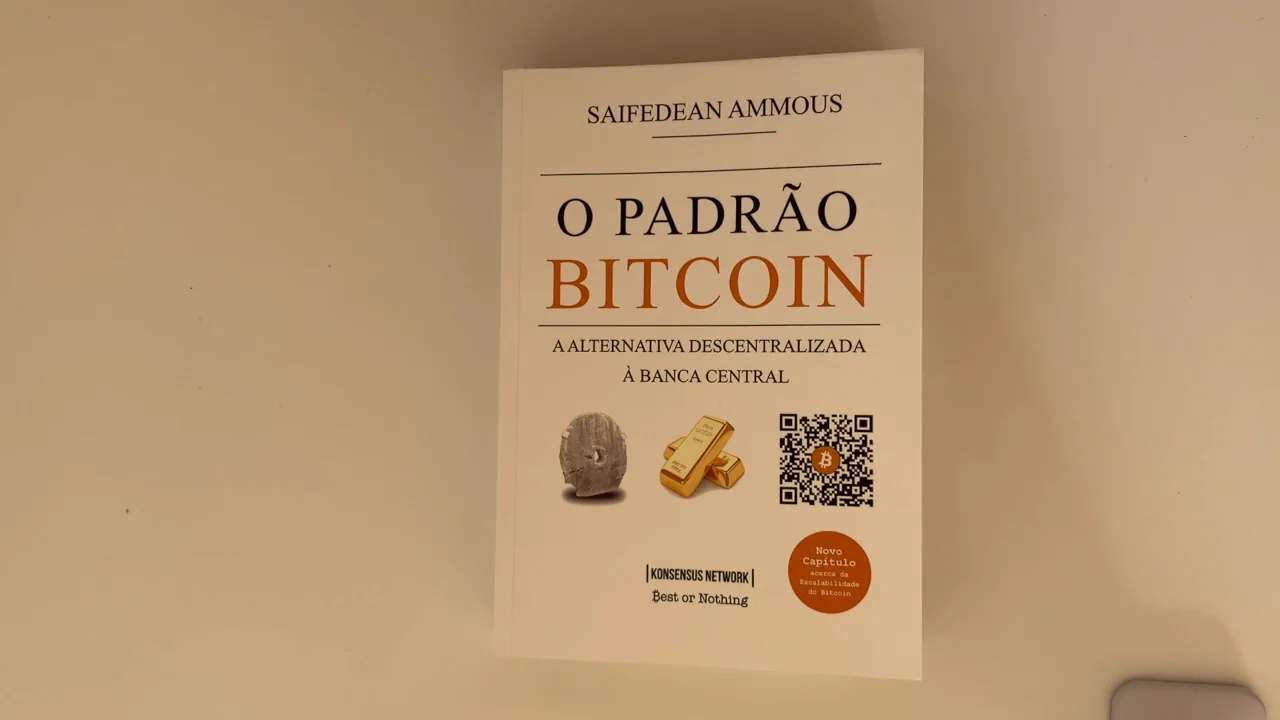 SAIFEDEAN AMMOUS
O PADRÃO
BITCOIN
A ALTERNATIVA DESCENTRALIZADA
À BANCA CENTRAL
|KONSENSUS NETWORK|
₿est or Nothing
Novo
Capítulo
acerca da
Escalabilidade
do Bitcoin